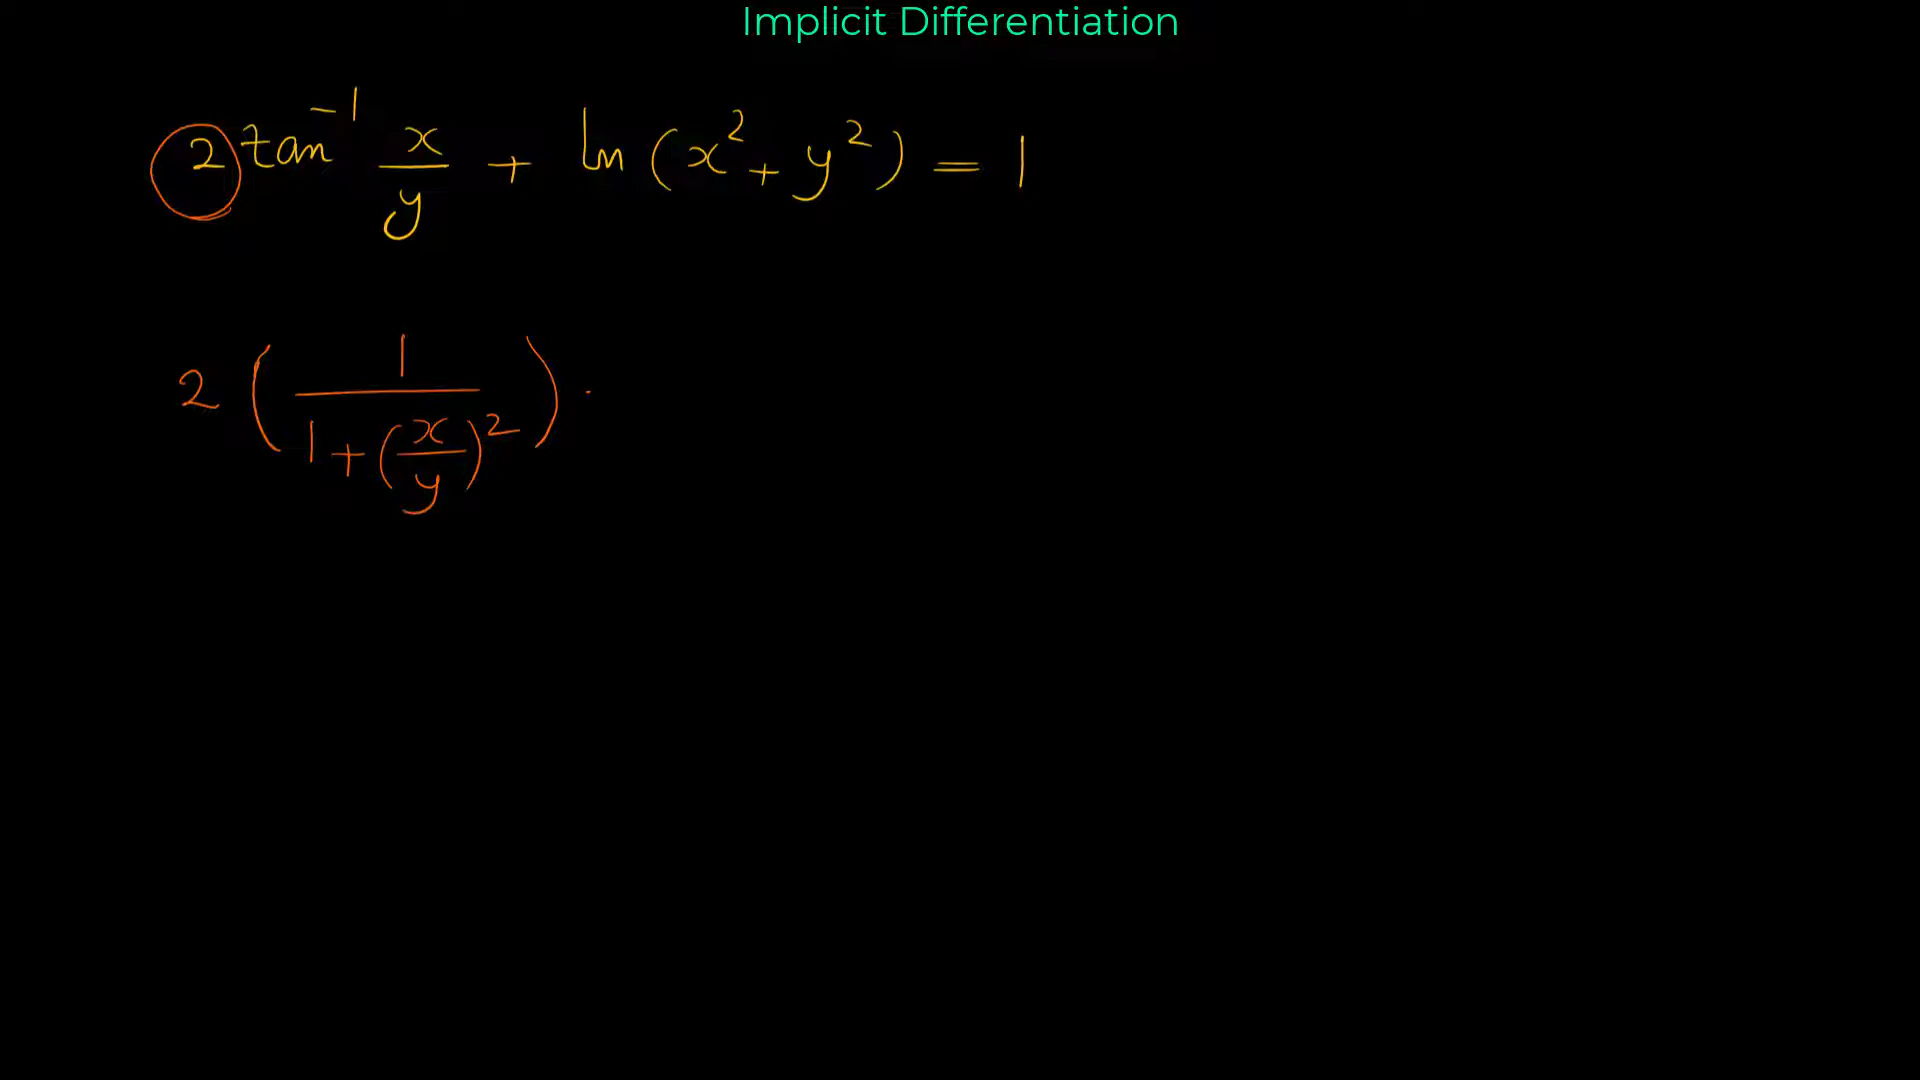 Implicit Differentiation
2 tan⁻¹ x/y + ln (x² + y²) = 1
2 ( 1 / 1 + (x/y)² ) ·